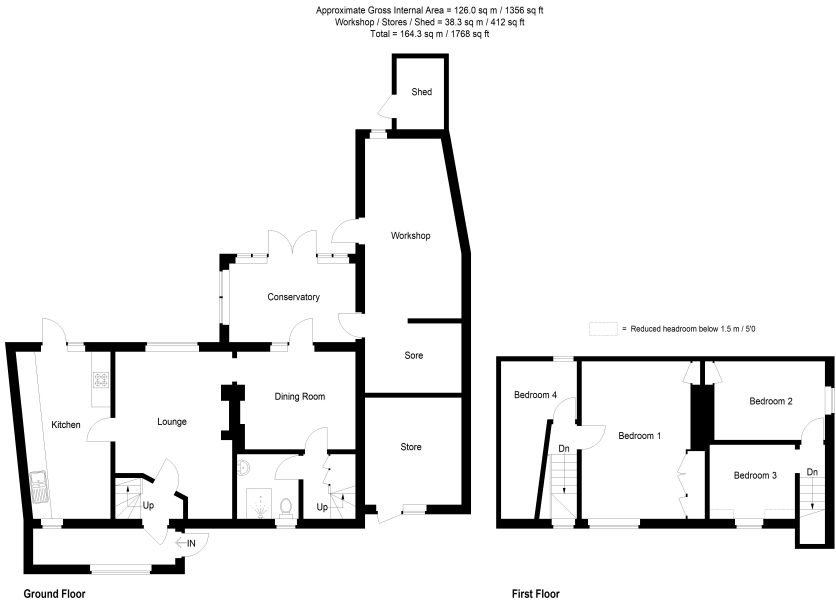 Approximate Gross Internal Area = 126.0 sq m / 1356 sq ft
Workshop / Stores / Shed = 38.3 sq m / 412 sq ft
Total = 164.3 sq m / 1768 sq ft
Shed
Workshop
Conservatory
= Reduced headroom below 1.5 m / 5'0
Sore
Dining Room
Kitchen
Lounge
Store
Up
Up
IN
Bedroom 4
Bedroom 1
Bedroom 2
Dn
Bedroom 3
Dn
Ground Floor
First Floor